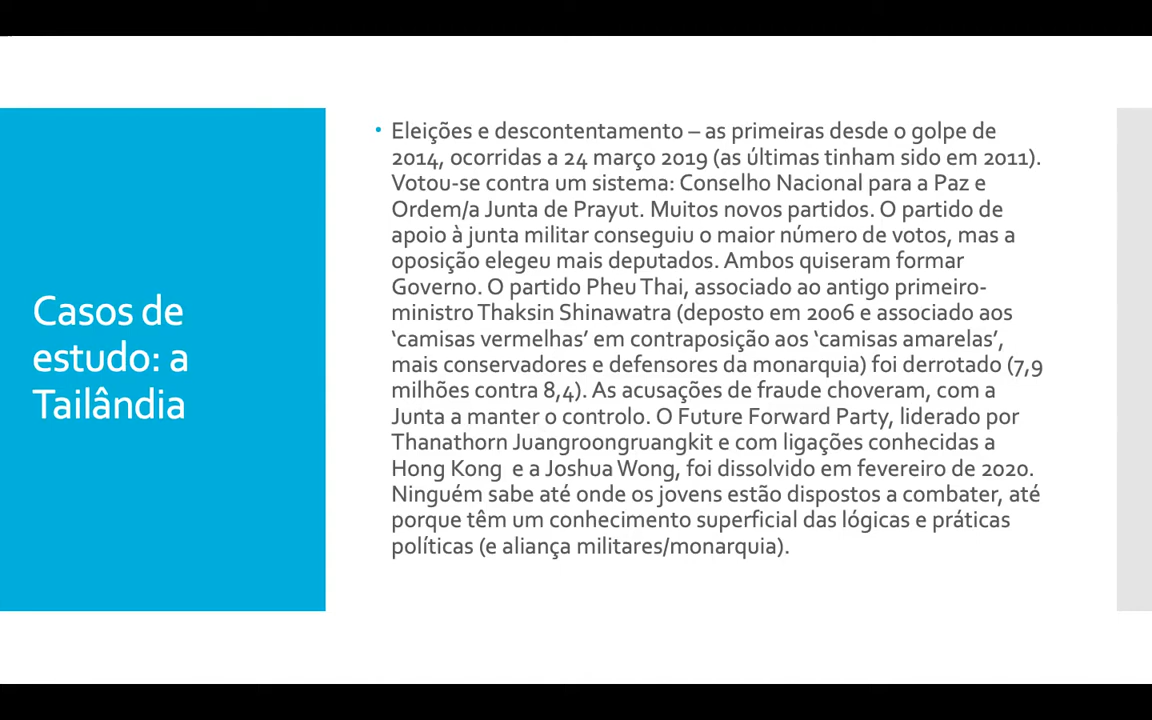 Casos de
estudo: a
Tailândia
• Eleições e descontentamento – as primeiras desde o golpe de
2014, ocorridas a 24 março 2019 (as últimas tinham sido em 2011).
Votou-se contra um sistema: Conselho Nacional para a Paz e
Ordem/a Junta de Prayut. Muitos novos partidos. O partido de
apoio à junta militar conseguiu o maior número de votos, mas a
oposição elegeu mais deputados. Ambos quiseram formar
Governo. O partido Pheu Thai, associado ao antigo primeiro-
ministro Thaksin Shinawatra (deposto em 2006 e associado aos
‘camisas vermelhas’ em contraposição aos ‘camisas amarelas’,
mais conservadores e defensores da monarquia) foi derrotado (7,9
milhões contra 8,4). As acusações de fraude choveram, com a
Junta a manter o controlo. O Future Forward Party, liderado por
Thanathorn Juangroongruangkit e com ligações conhecidas a
Hong Kong e a Joshua Wong, foi dissolvido em fevereiro de 2020.
Ninguém sabe até onde os jovens estão dispostos a combater, até
porque têm um conhecimento superficial das lógicas e práticas
políticas (e aliança militares/monarquia).